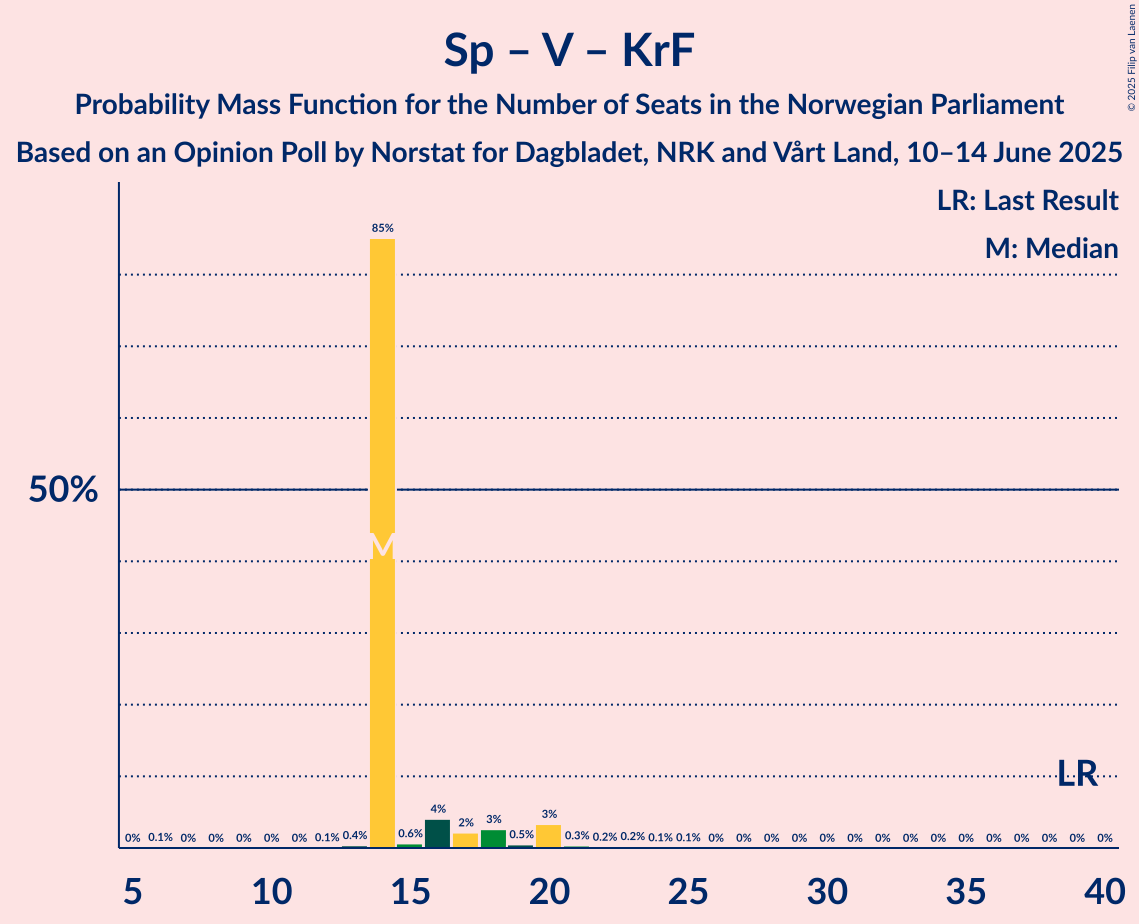 Sp – V – KrF
Probability Mass Function for the Number of Seats in the Norwegian Parliament
Based on an Opinion Poll by Norstat for Dagbladet, NRK and Vårt Land, 10–14 June 2025
© 2025 Filip van Laenen
LR: Last Result
M: Median
85%
50%
M
LR
0% 0.1% 0% 0% 0% 0% 0% 0.1% 0.4% 0.6% 4% 2% 3% 0.5% 3% 0.3% 0.2% 0.2% 0.1% 0.1% 0% 0% 0% 0% 0% 0% 0% 0% 0% 0% 0% 0% 0% 0% 0%
5 10 15 20 25 30 35 40